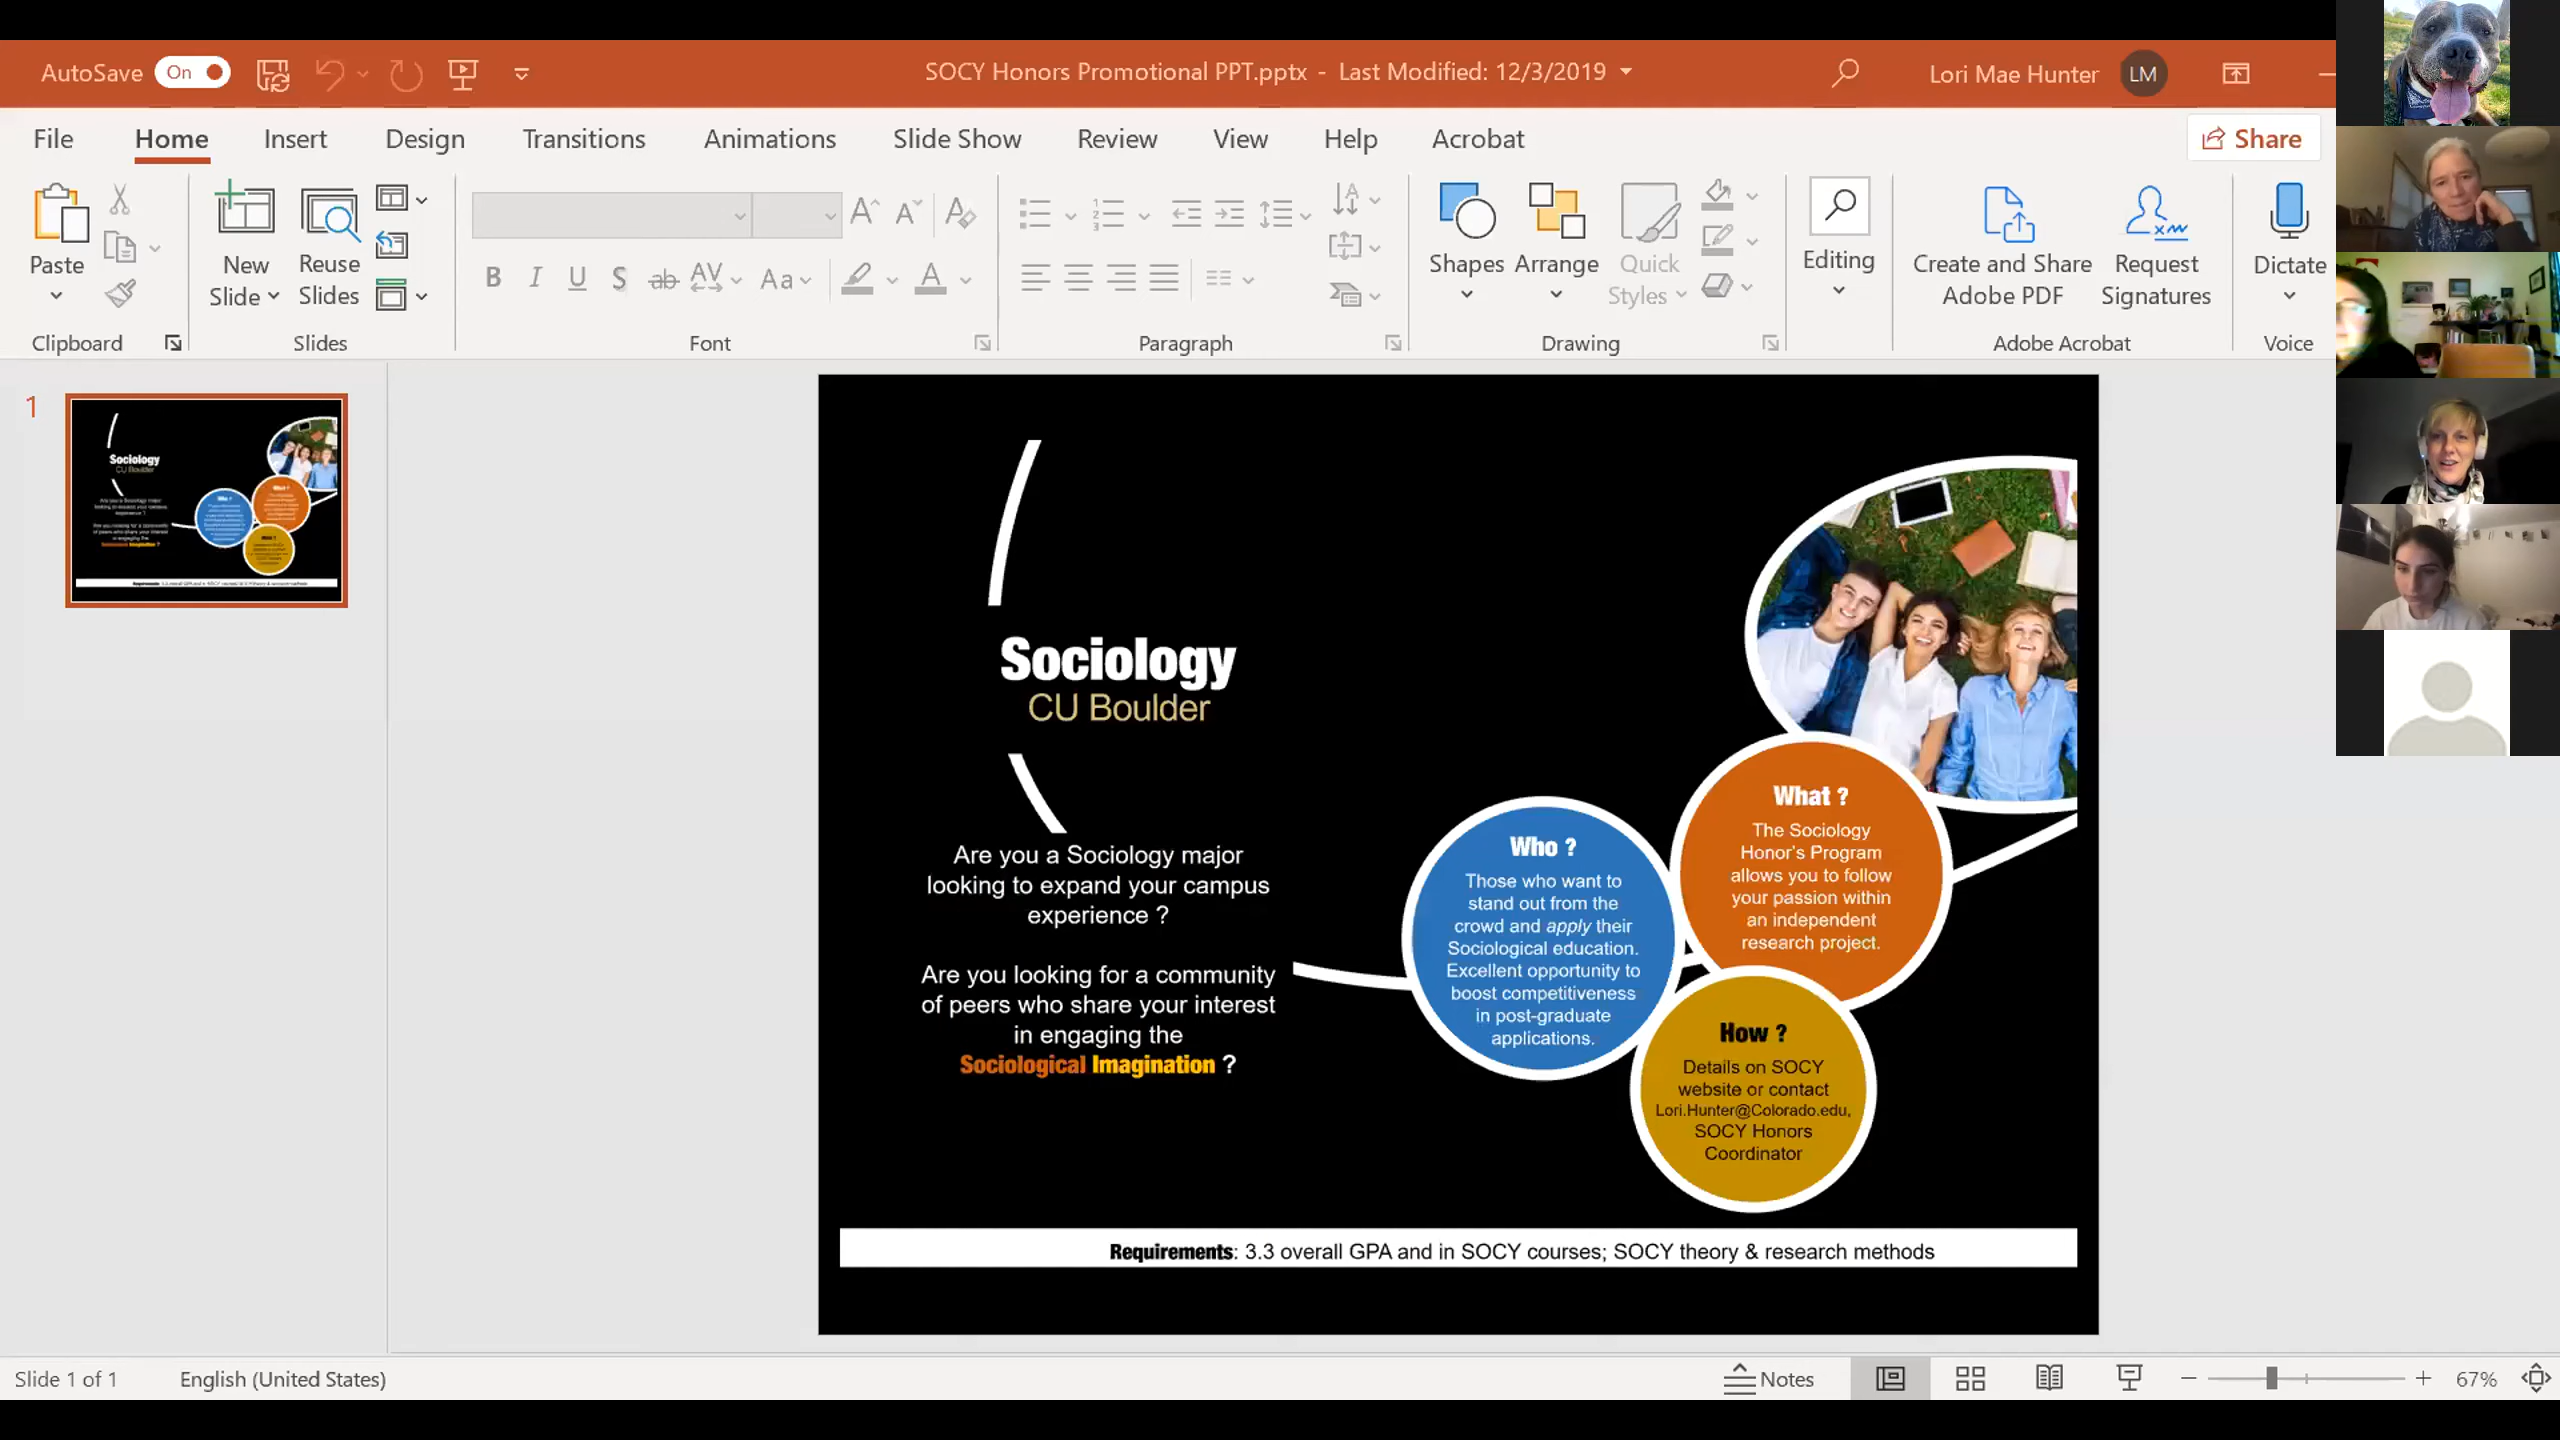 AutoSave On SOCY Honors Promotional PPT.pptx - Last Modified: 12/3/2019 Lori Mae Hunter LM
File Home Insert Design Transitions Animations Slide Show Review View Help Acrobat Share
Paste
New Slide
Reuse Slides
B I U S ab AV Aa A
Shapes
Arrange
Quick Styles
Editing
Create and Share Adobe PDF
Request Signatures
Dictate
Clipboard Slides Font Paragraph Drawing Adobe Acrobat Voice
1
Sociology
CU Boulder
Are you a Sociology major
looking to expand your campus
experience ?
Are you looking for a community
of peers who share your interest
in engaging the
Sociological Imagination ?
Who ?
Those who want to
stand out from the
crowd and apply their
Sociological education.
Excellent opportunity to
boost competitiveness
in post-graduate
applications.
What ?
The Sociology
Honor's Program
allows you to follow
your passion within
an independent
research project.
How ?
Details on SOCY
website or contact
Lori.Hunter@Colorado.edu,
SOCY Honors
Coordinator
Requirements: 3.3 overall GPA and in SOCY courses; SOCY theory & research methods
Slide 1 of 1 English (United States) Notes 67%